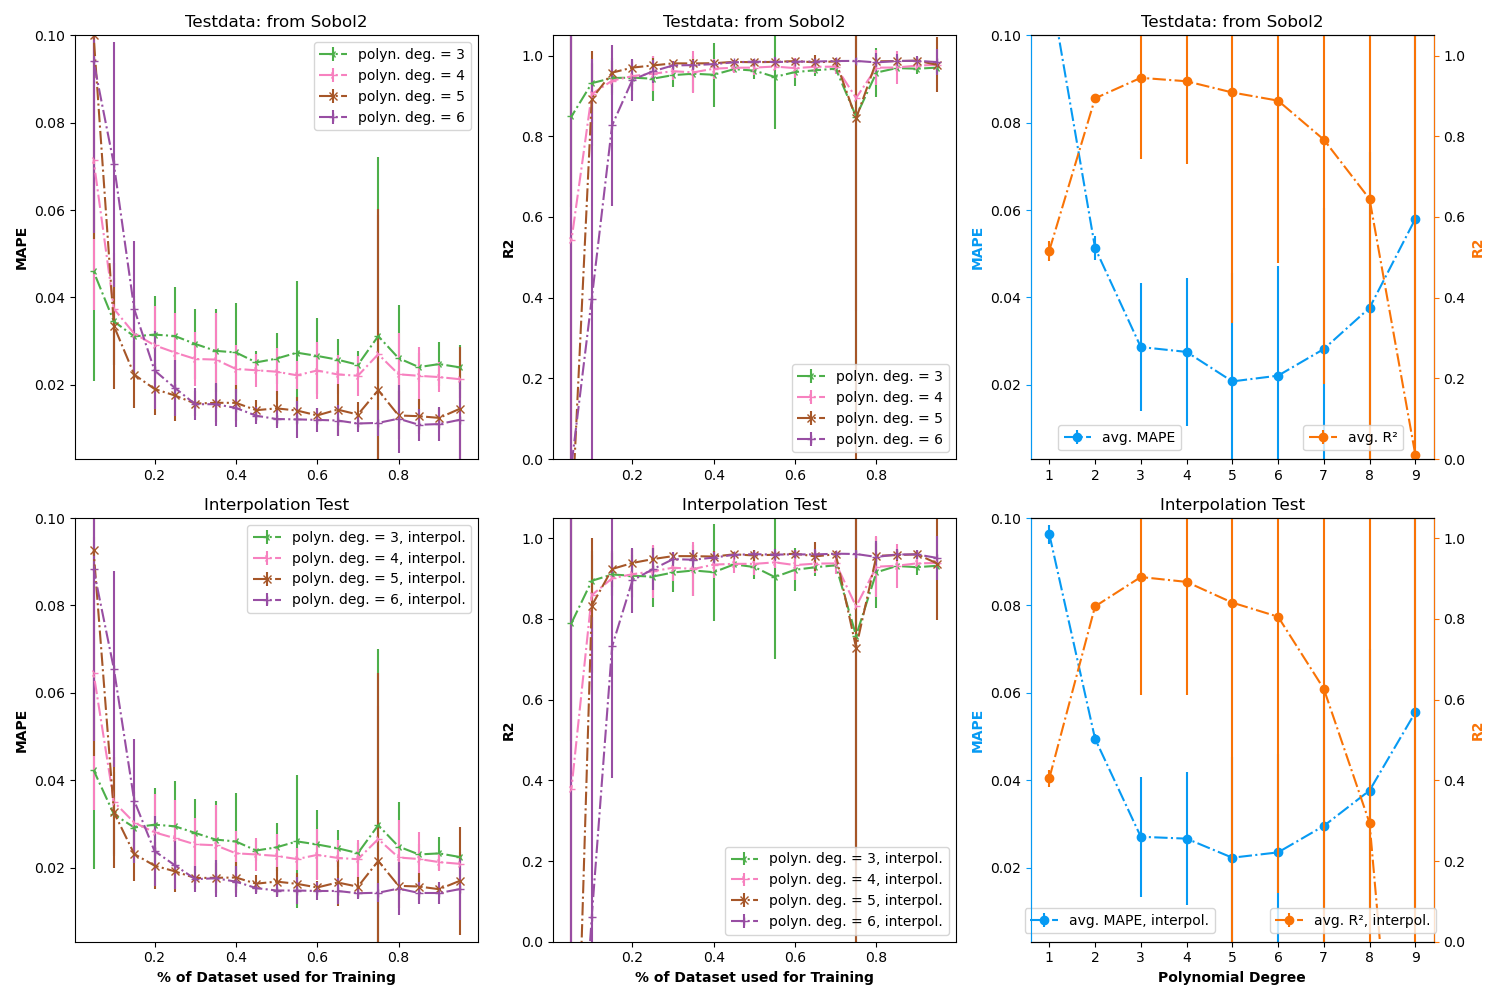 Testdata: from Sobol2
MAPE
0.10
0.08
0.06
0.04
0.02
0.2 0.4 0.6 0.8
polyn. deg. = 3
polyn. deg. = 4
polyn. deg. = 5
polyn. deg. = 6
Testdata: from Sobol2
R2
1.0
0.8
0.6
0.4
0.2
0.0
0.2 0.4 0.6 0.8
polyn. deg. = 3
polyn. deg. = 4
polyn. deg. = 5
polyn. deg. = 6
Testdata: from Sobol2
MAPE
0.10
0.08
0.06
0.04
0.02
avg. MAPE
avg. R²
1 2 3 4 5 6 7 8 9
1.0
0.8
0.6
0.4
0.2
0.0
R2
Interpolation Test
MAPE
0.10
0.08
0.06
0.04
0.02
0.2 0.4 0.6 0.8
% of Dataset used for Training
polyn. deg. = 3, interpol.
polyn. deg. = 4, interpol.
polyn. deg. = 5, interpol.
polyn. deg. = 6, interpol.
Interpolation Test
R2
1.0
0.8
0.6
0.4
0.2
0.0
0.2 0.4 0.6 0.8
% of Dataset used for Training
polyn. deg. = 3, interpol.
polyn. deg. = 4, interpol.
polyn. deg. = 5, interpol.
polyn. deg. = 6, interpol.
Interpolation Test
MAPE
0.10
0.08
0.06
0.04
0.02
avg. MAPE, interpol.
avg. R², interpol.
1 2 3 4 5 6 7 8 9
Polynomial Degree
1.0
0.8
0.6
0.4
0.2
0.0
R2